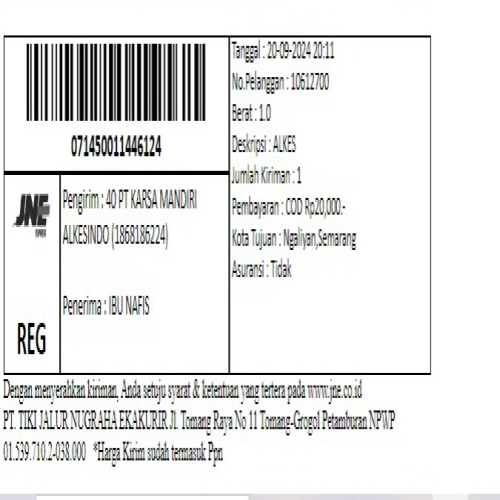 071450011446124
JNE
EXPRESS
REG
Pengirim : 40 PT KARSA MANDIRI
ALKESINDO (1868186224)
Penerima : IBU NAFIS
Tanggal : 20-09-2024 20:11
No.Pelanggan : 10612700
Berat : 1.0
Deskripsi : ALKES
Jumlah Kiriman : 1
Pembayaran : COD Rp20,000.-
Kota Tujuan : Ngaliyan,Semarang
Asuransi : Tidak
Dengan menyerahkan kiriman, Anda setuju syarat & ketentuan yang tertera pada www.jne.co.id
PT. TIKI JALUR NUGRAHA EKAKURIR Jl. Tomang Raya No 11 Tomang-Grogol Petamburan NPWP
01.539.710.2-038.000 *Harga Kirim sudah termasuk Ppn